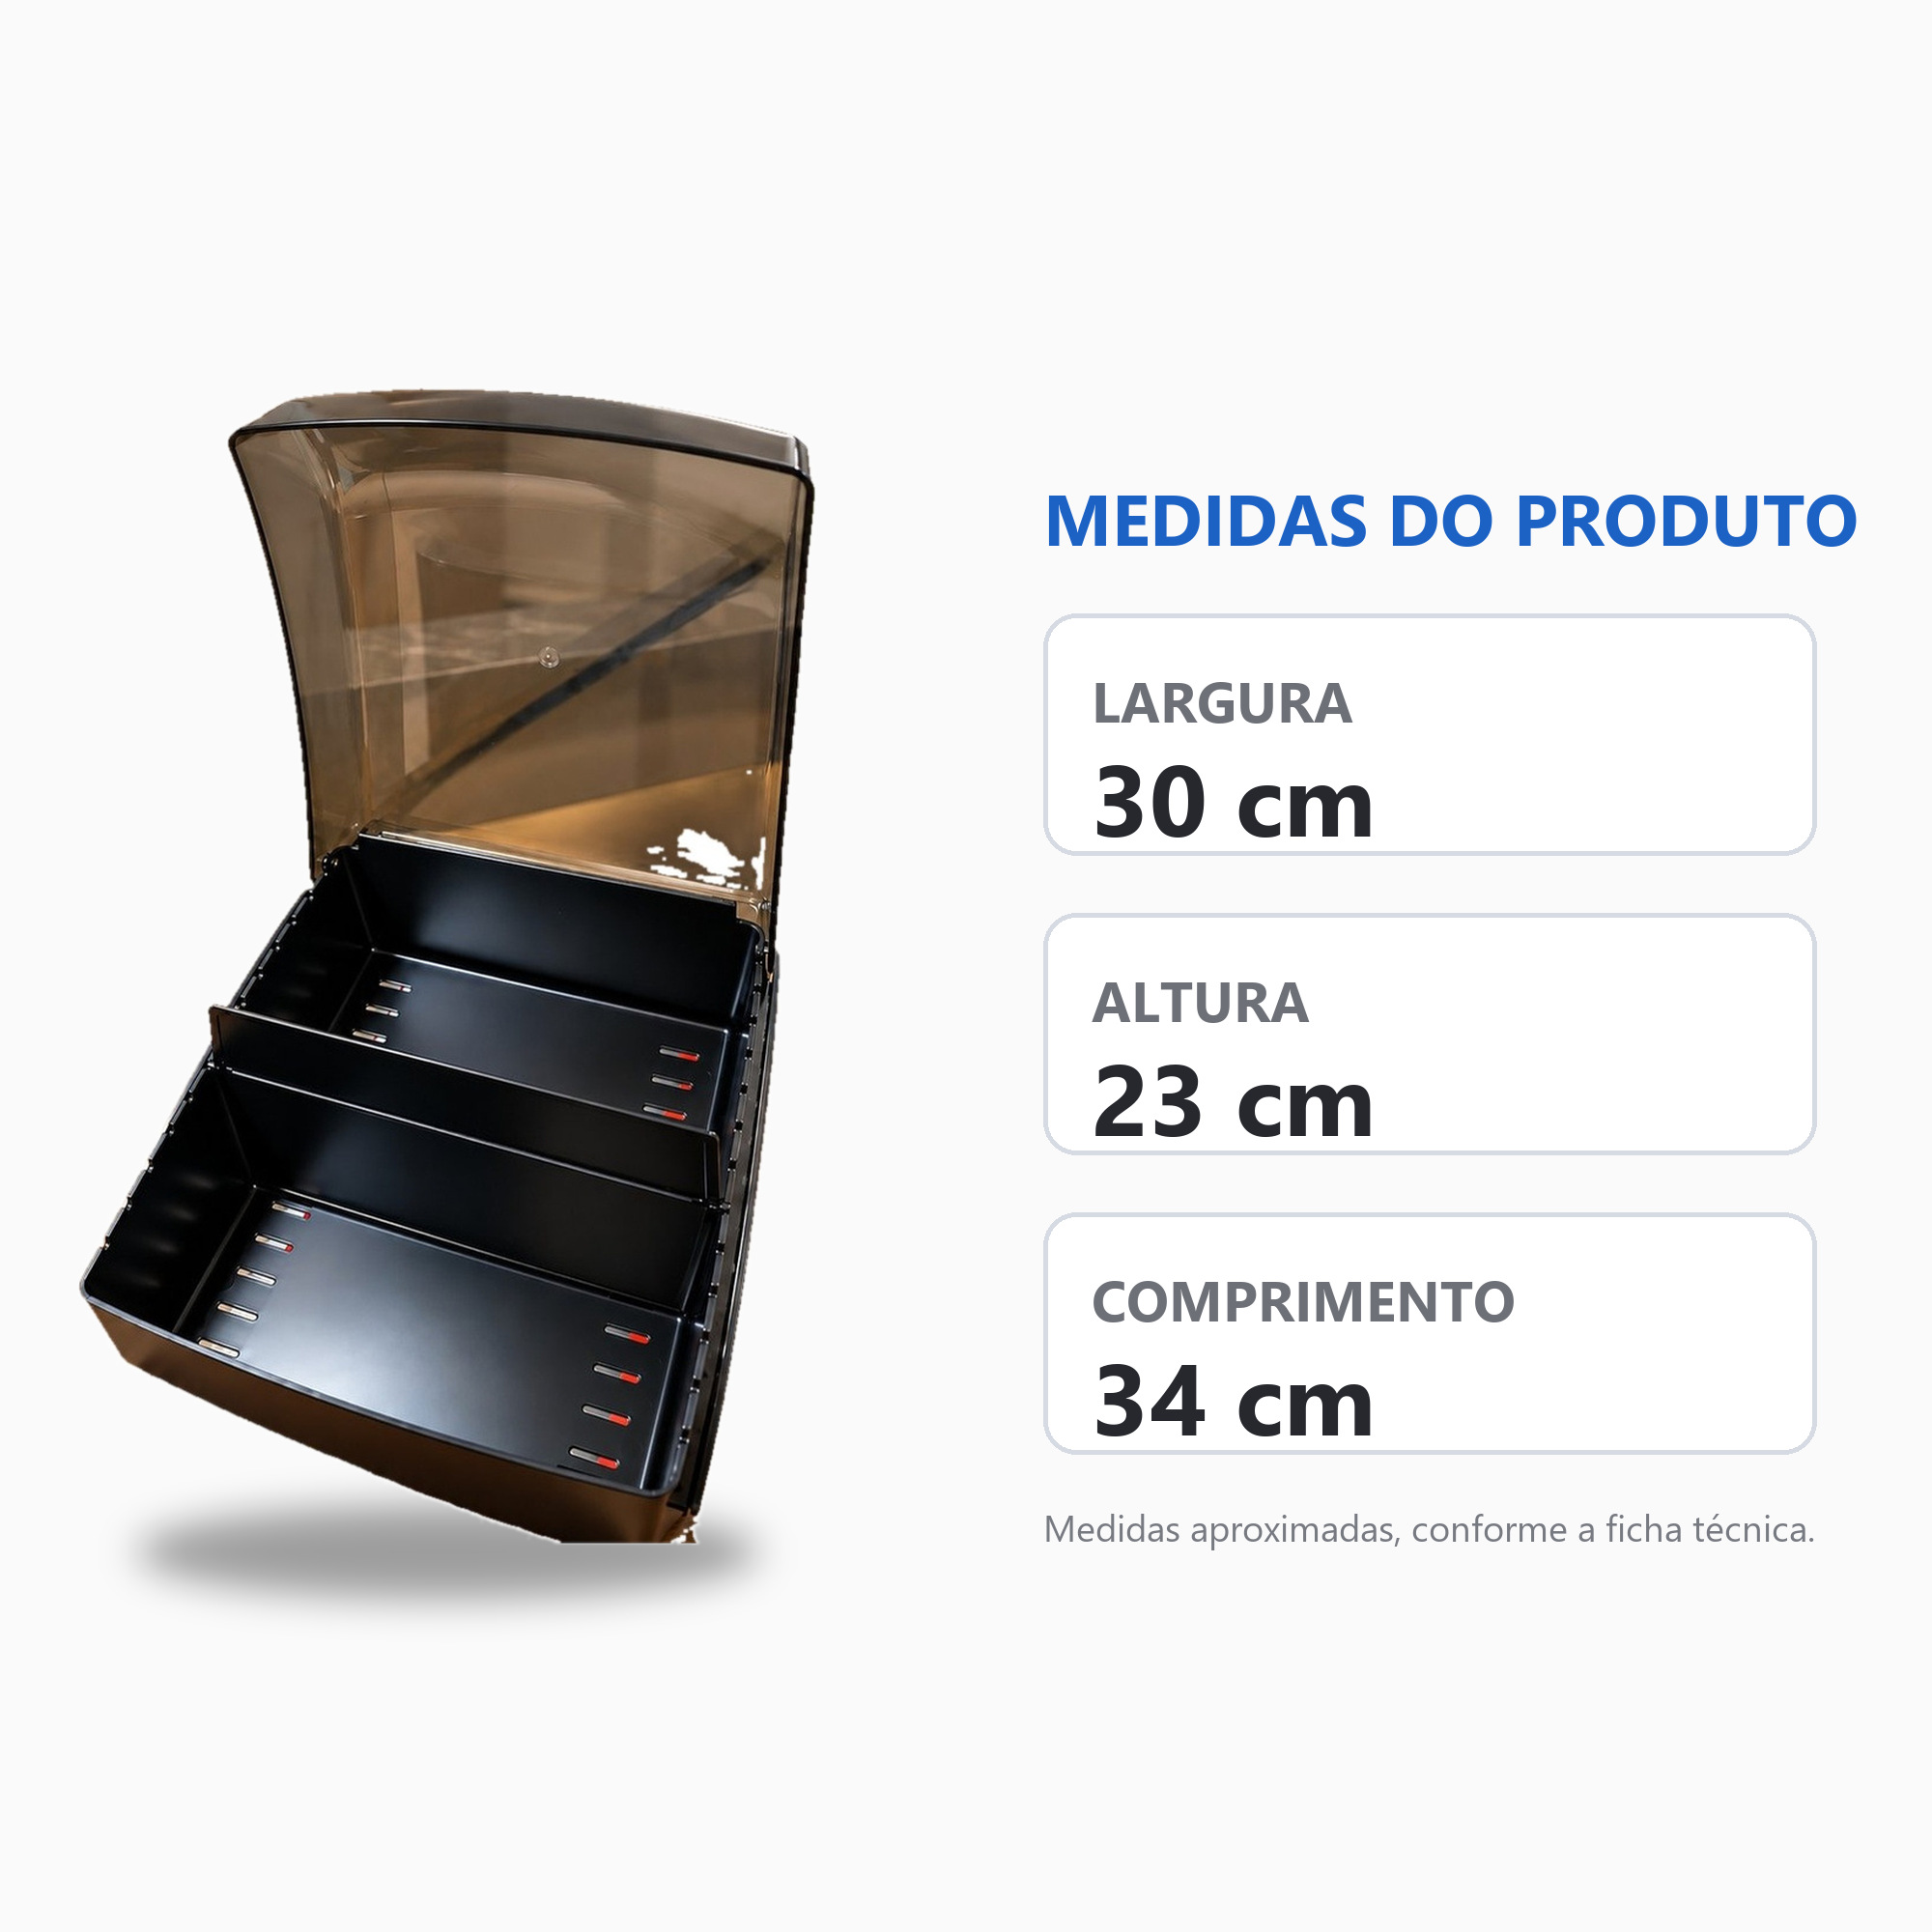 MEDIDAS DO PRODUTO
LARGURA
30 cm
ALTURA
23 cm
COMPRIMENTO
34 cm
Medidas aproximadas, conforme a ficha técnica.